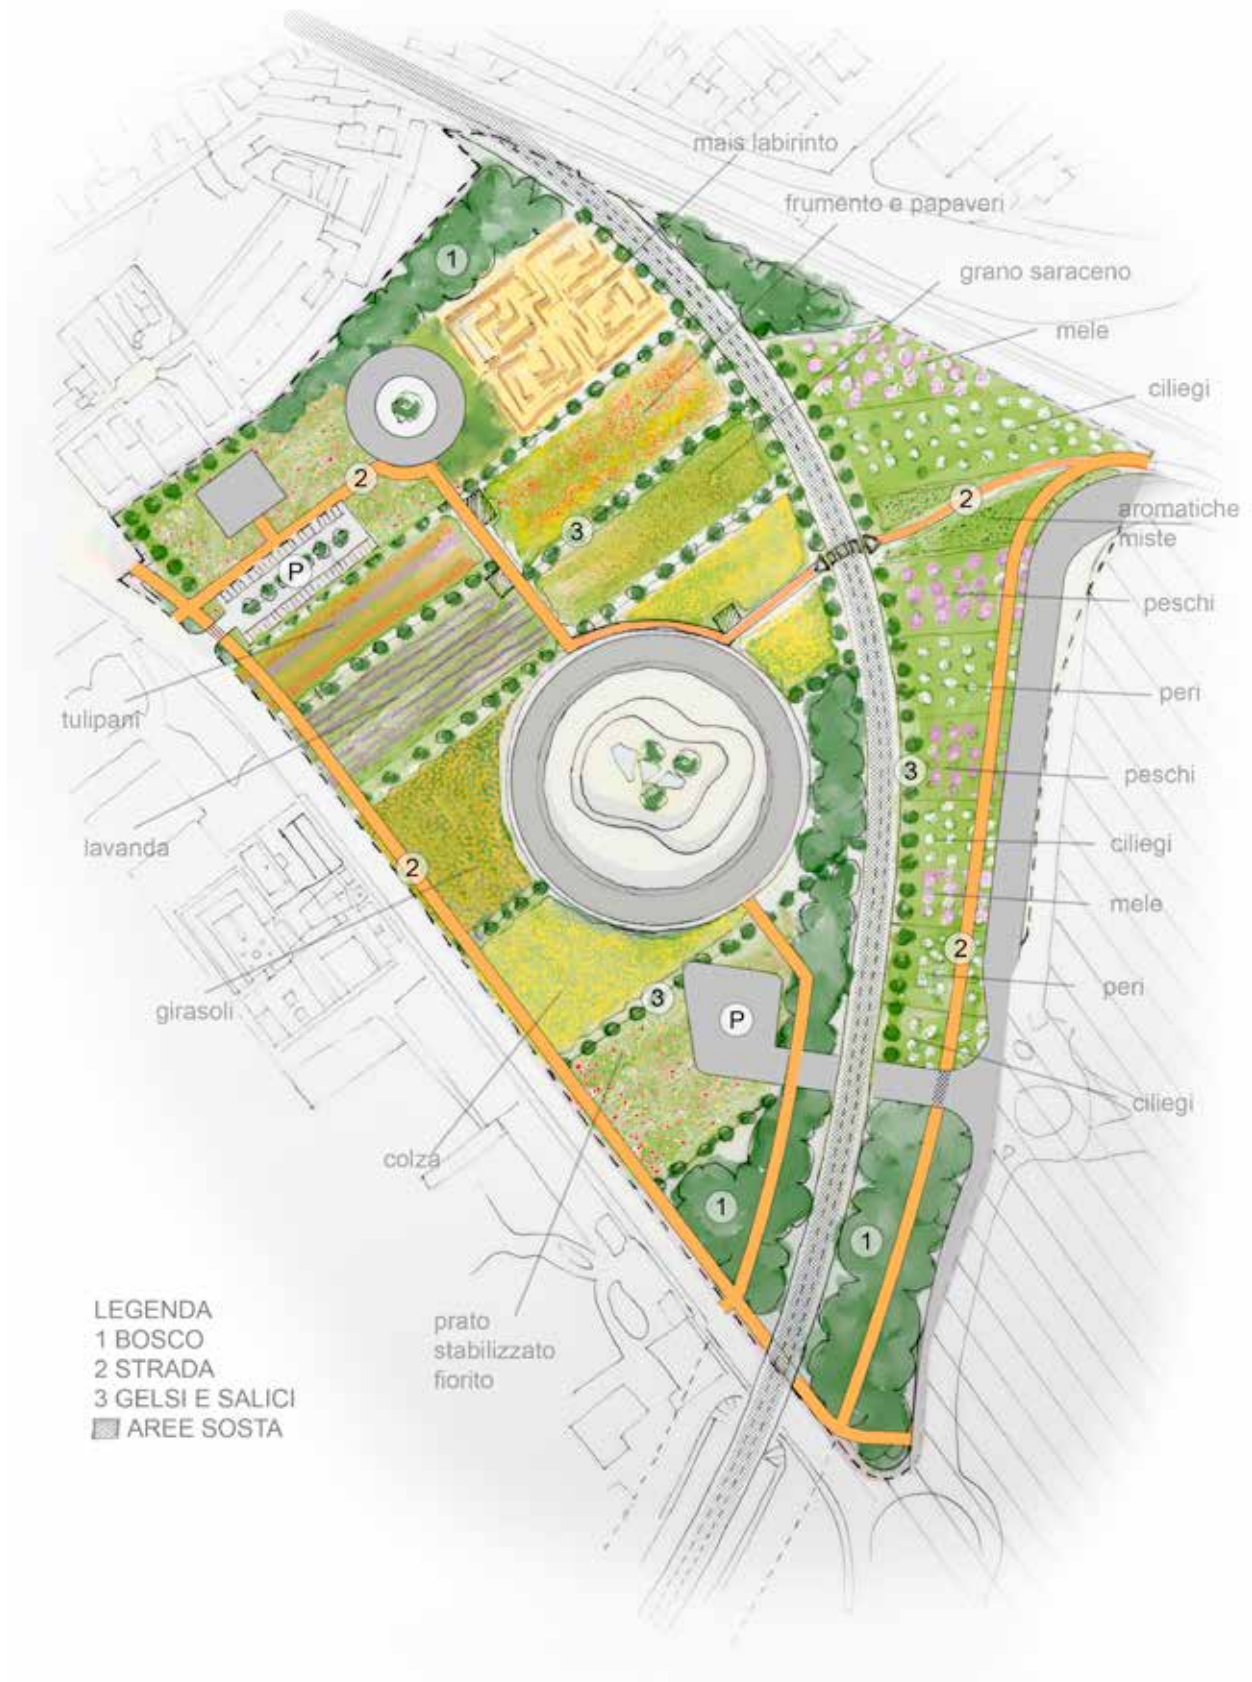 mais labirinto
frumento e papaveri
grano saraceno
mele
ciliegi
1
2
2
aromatiche
miste
3
P
peschi
peri
tulipani
peschi
3
lavanda
ciliegi
2
mele
2
girasoli
3
peri
P
ciliegi
colza
1
1
LEGENDA
1 BOSCO
2 STRADA
3 GELSI E SALICI
AREE SOSTA
prato
stabilizzato
fiorito
P